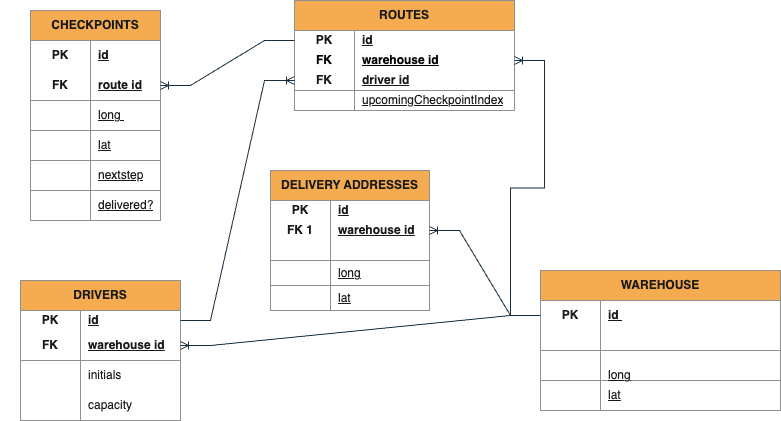 CHECKPOINTS
PK id
FK route id
long
lat
nextstep
delivered?
ROUTES
PK id
FK warehouse id
FK driver id
upcomingCheckpointIndex
DELIVERY ADDRESSES
PK id
FK 1 warehouse id
long
lat
DRIVERS
PK id
FK warehouse id
initials
capacity
WAREHOUSE
PK id
long
lat